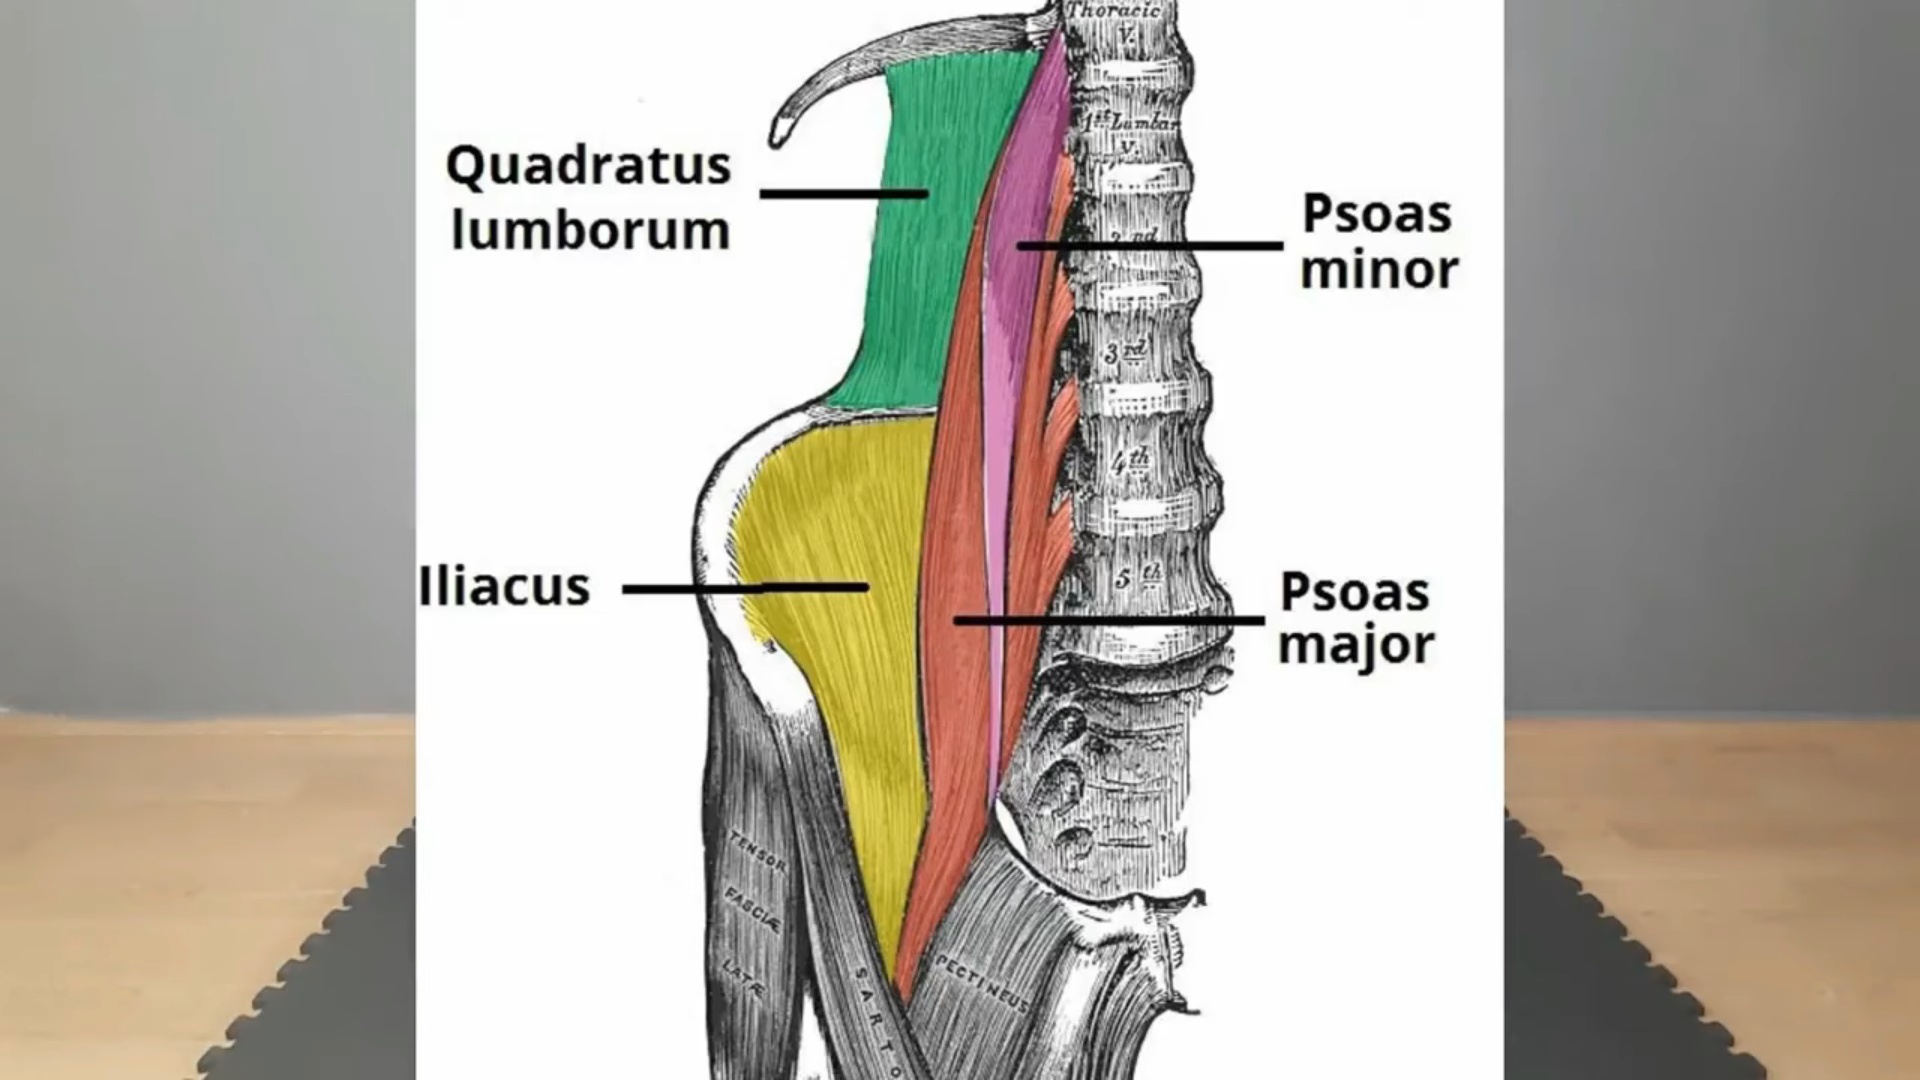 Thoracic
V.
1st Lumbar
V.
Quadratus
lumborum
Psoas
minor
2nd
3rd
4th
5th
Iliacus
Psoas
major
TENSOR
FASCIÆ
LATÆ
SARTO
PECTINEUS